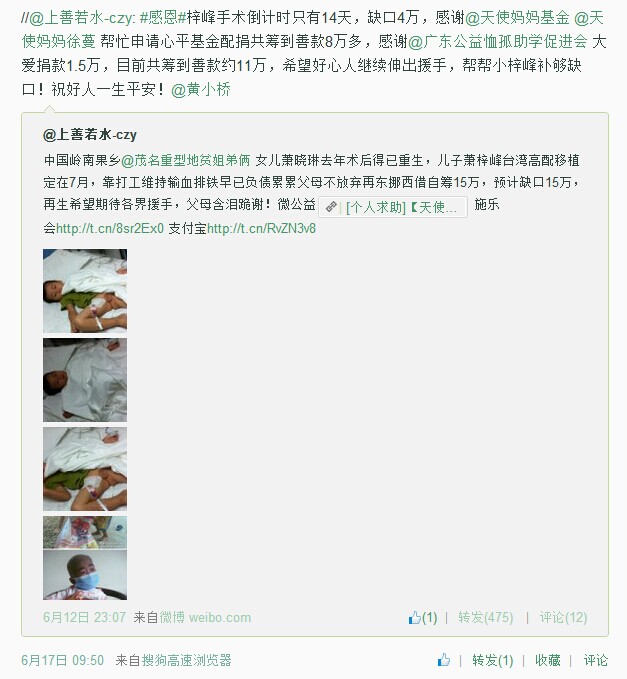 //@上善若水-czy: #感恩#梓峰手术倒计时只有14天，缺口4万，感谢@天使妈妈基金 @天
使妈妈徐蔓 帮忙申请心平基金配捐共筹到善款8万多，感谢@广东公益恤孤助学促进会 大
爱捐款1.5万，目前共筹到善款约11万，希望好心人继续伸出援手，帮帮小梓峰补够缺
口！祝好人一生平安！@黄小桥
@上善若水-czy
中国岭南果乡@茂名重型地贫姐弟俩 女儿萧晓琳去年术后得已重生，儿子萧梓峰台湾高配移植
定在7月，靠打工维持输血排铁早已负债累累父母不放弃再东挪西借自筹15万，预计缺口15万，
再生希望期待各界援手，父母含泪跪谢！微公益 [个人求助]【天使... 施乐
会http://t.cn/8sr2Ex0 支付宝http://t.cn/RvZN3v8
6月12日 23:07 来自微博 weibo.com (1) | 转发(475) | 评论(12)
6月17日 09:50 来自搜狗高速浏览器 | 转发(1) | 收藏 | 评论